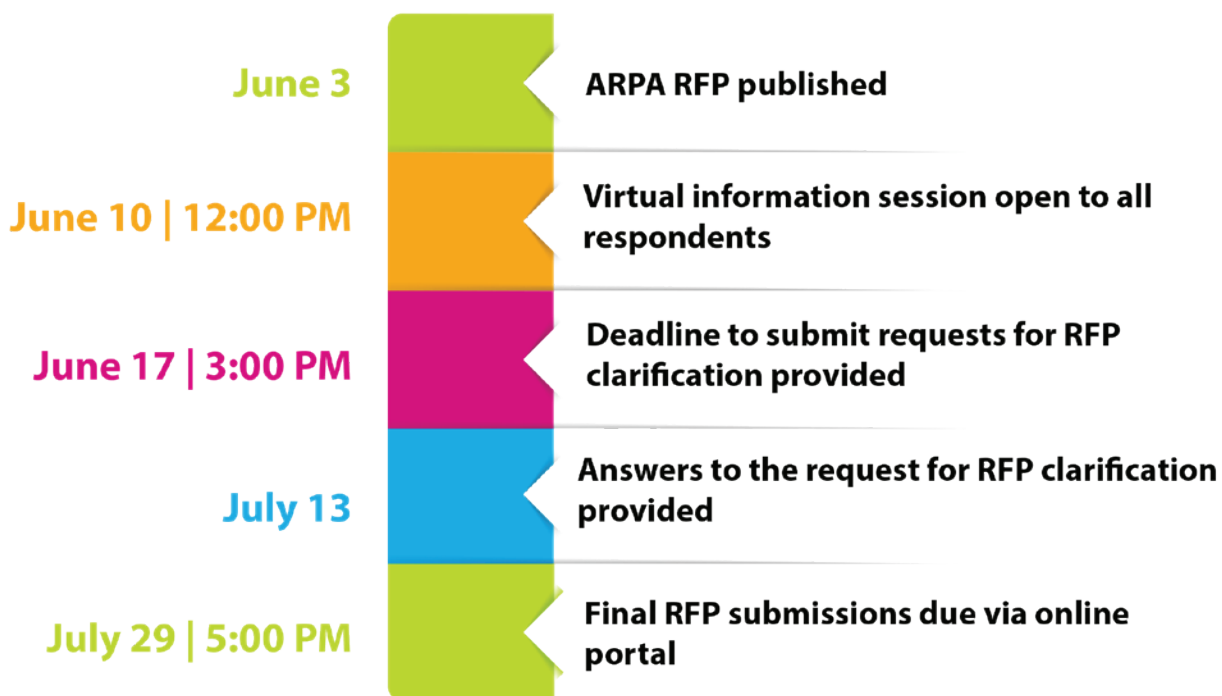 June 3
ARPA RFP published
June 10 | 12:00 PM
Virtual information session open to all
respondents
June 17 | 3:00 PM
Deadline to submit requests for RFP
clarification provided
July 13
Answers to the request for RFP clarification
provided
July 29 | 5:00 PM
Final RFP submissions due via online
portal